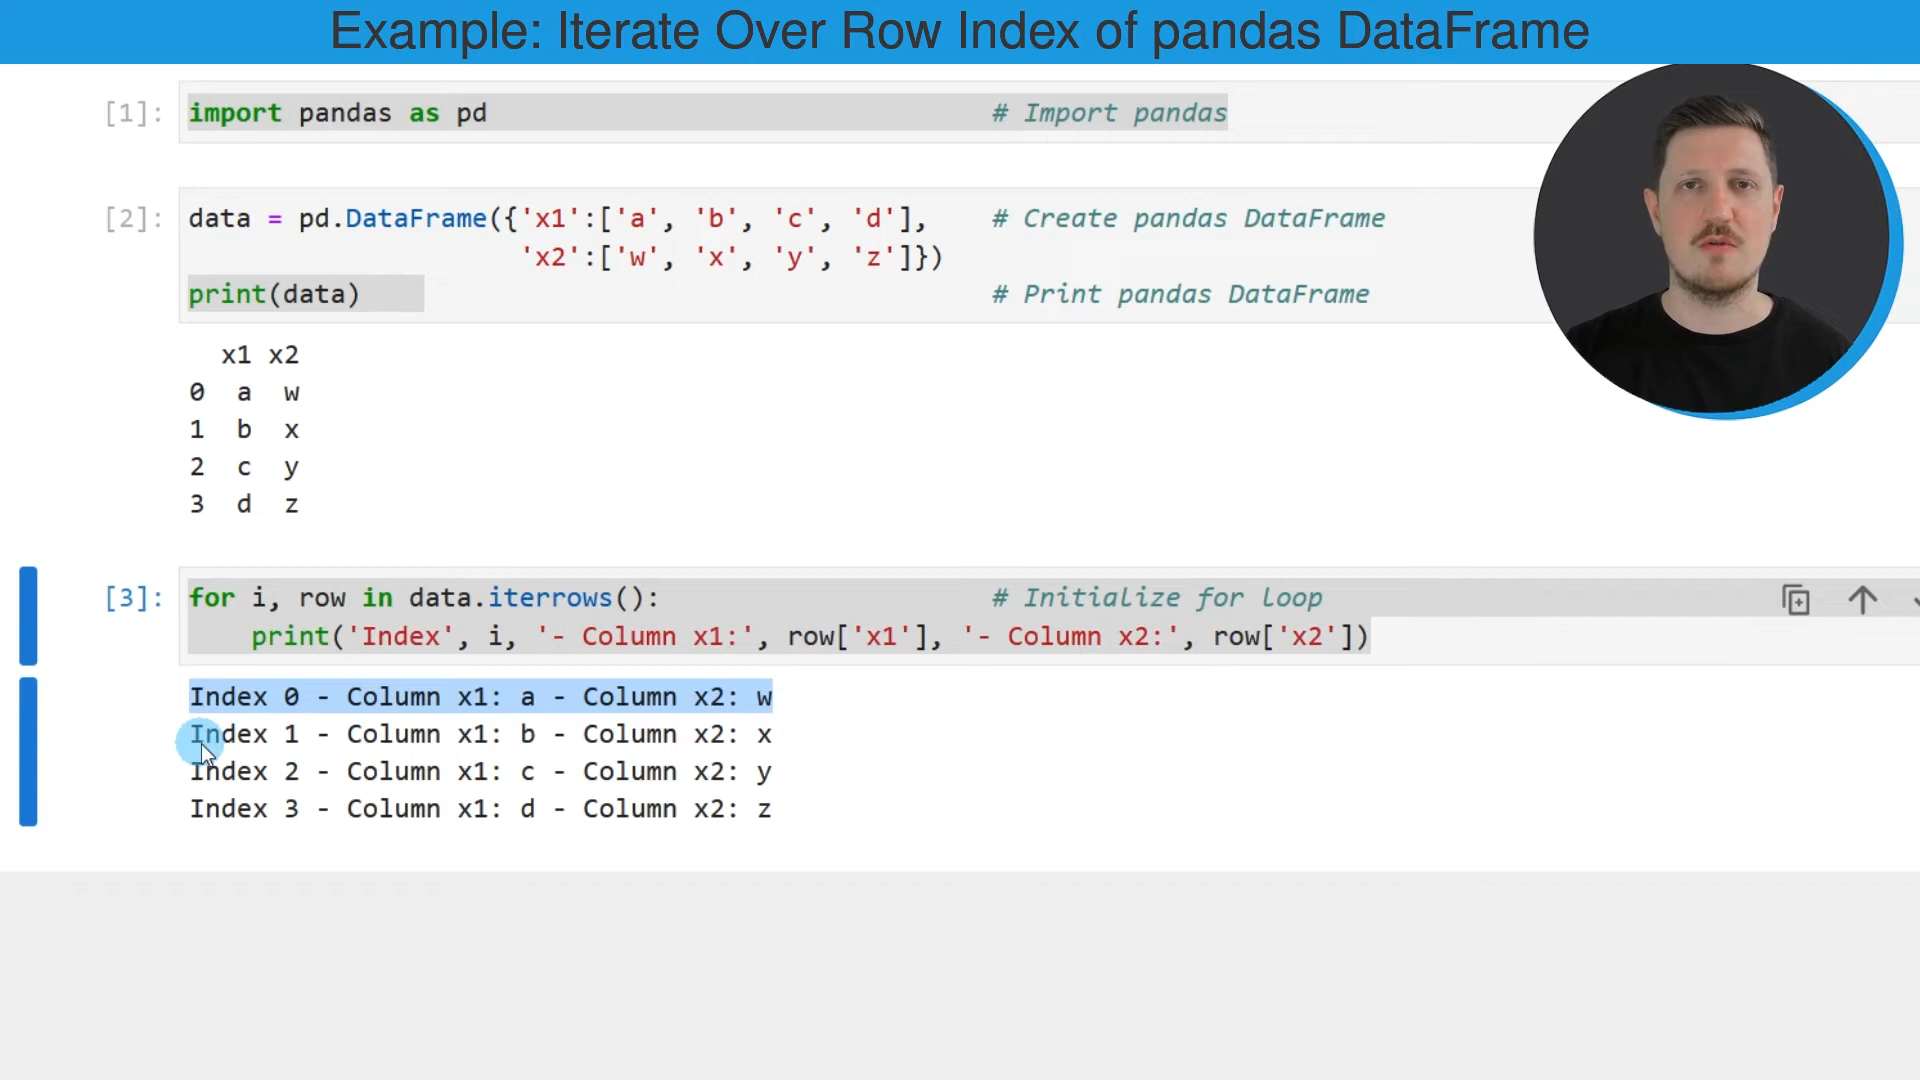 Example: Iterate Over Row Index of pandas DataFrame
[1]: import pandas as pd # Import pandas
[2]: data = pd.DataFrame({'x1':['a', 'b', 'c', 'd'], # Create pandas DataFrame
'x2':['w', 'x', 'y', 'z']})
print(data) # Print pandas DataFrame
x1 x2
0 a w
1 b x
2 c y
3 d z
[3]: for i, row in data.iterrows(): # Initialize for loop
print('Index', i, '- Column x1:', row['x1'], '- Column x2:', row['x2'])
Index 0 - Column x1: a - Column x2: w
Index 1 - Column x1: b - Column x2: x
Index 2 - Column x1: c - Column x2: y
Index 3 - Column x1: d - Column x2: z